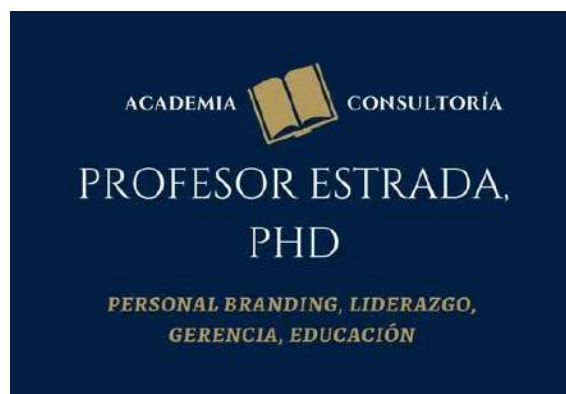 ACADEMIA CONSULTORÍA
PROFESOR ESTRADA,
PHD
PERSONAL BRANDING, LIDERAZGO,
GERENCIA, EDUCACIÓN